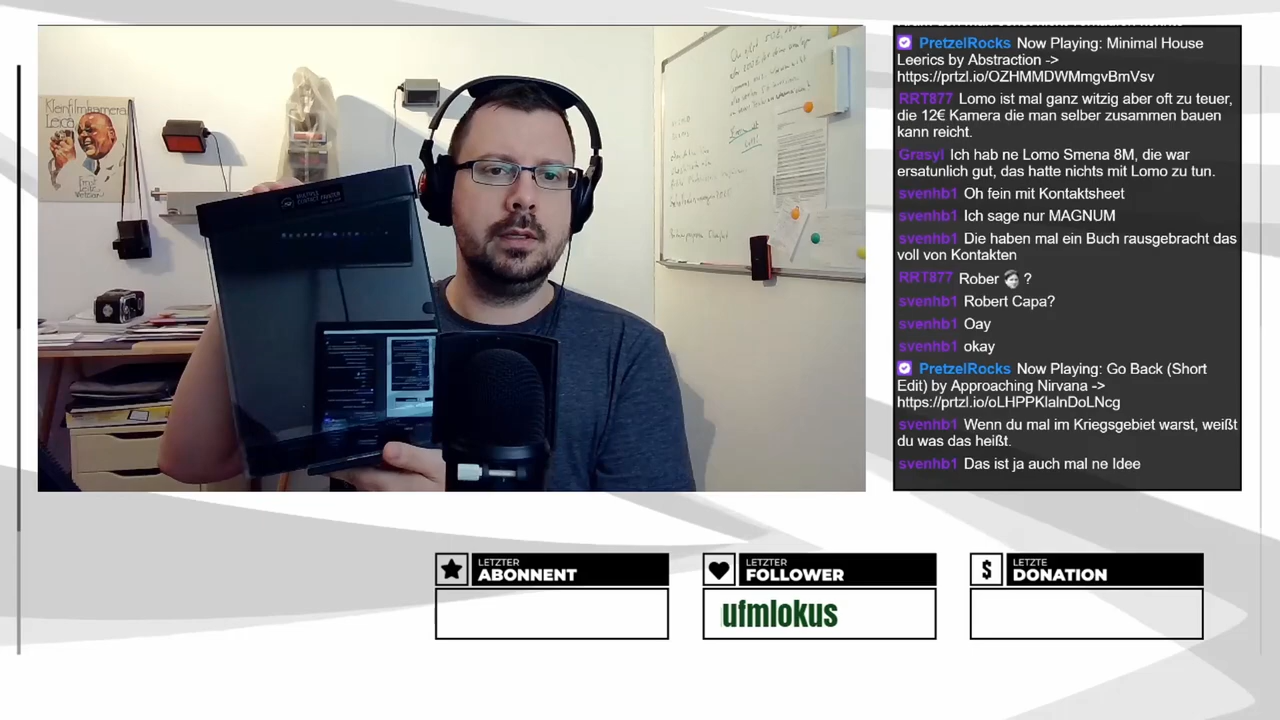 Kleinfilmkamera
Leica
MULTIPLE
CONTACT PRINTER
PretzelRocks Now Playing: Minimal House
Leerics by Abstraction ->
https://prtzl.io/OZHMMDWMmgvBmVsv
RRT877 Lomo ist mal ganz witzig aber oft zu teuer,
die 12€ Kamera die man selber zusammen bauen
kann reicht.
Grasyl Ich hab ne Lomo Smena 8M, die war
ersatunlich gut, das hatte nichts mit Lomo zu tun.
svenhb1 Oh fein mit Kontaktsheet
svenhb1 Ich sage nur MAGNUM
svenhb1 Die haben mal ein Buch rausgebracht das
voll von Kontakten
RRT877 Rober ?
svenhb1 Robert Capa?
svenhb1 Oay
svenhb1 okay
PretzelRocks Now Playing: Go Back (Short
Edit) by Approaching Nirvana ->
https://prtzl.io/oLHPPKlalnDoLNcg
svenhb1 Wenn du mal im Kriegsgebiet warst, weißt
du was das heißt.
svenhb1 Das ist ja auch mal ne Idee
LETZTER
ABONNENT
LETZTER
FOLLOWER
ufmlokus
LETZTE
$ DONATION